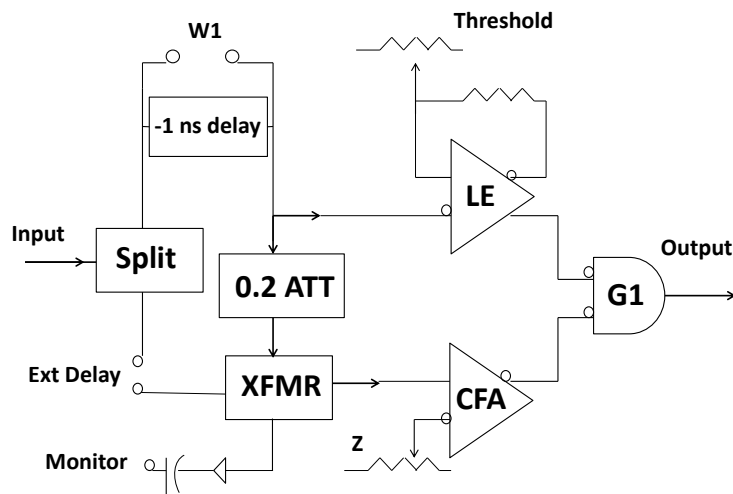 W1
Threshold
-1 ns delay
LE
Input
Split
Output
0.2 ATT
G1
Ext Delay
XFMR
CFA
Z
Monitor